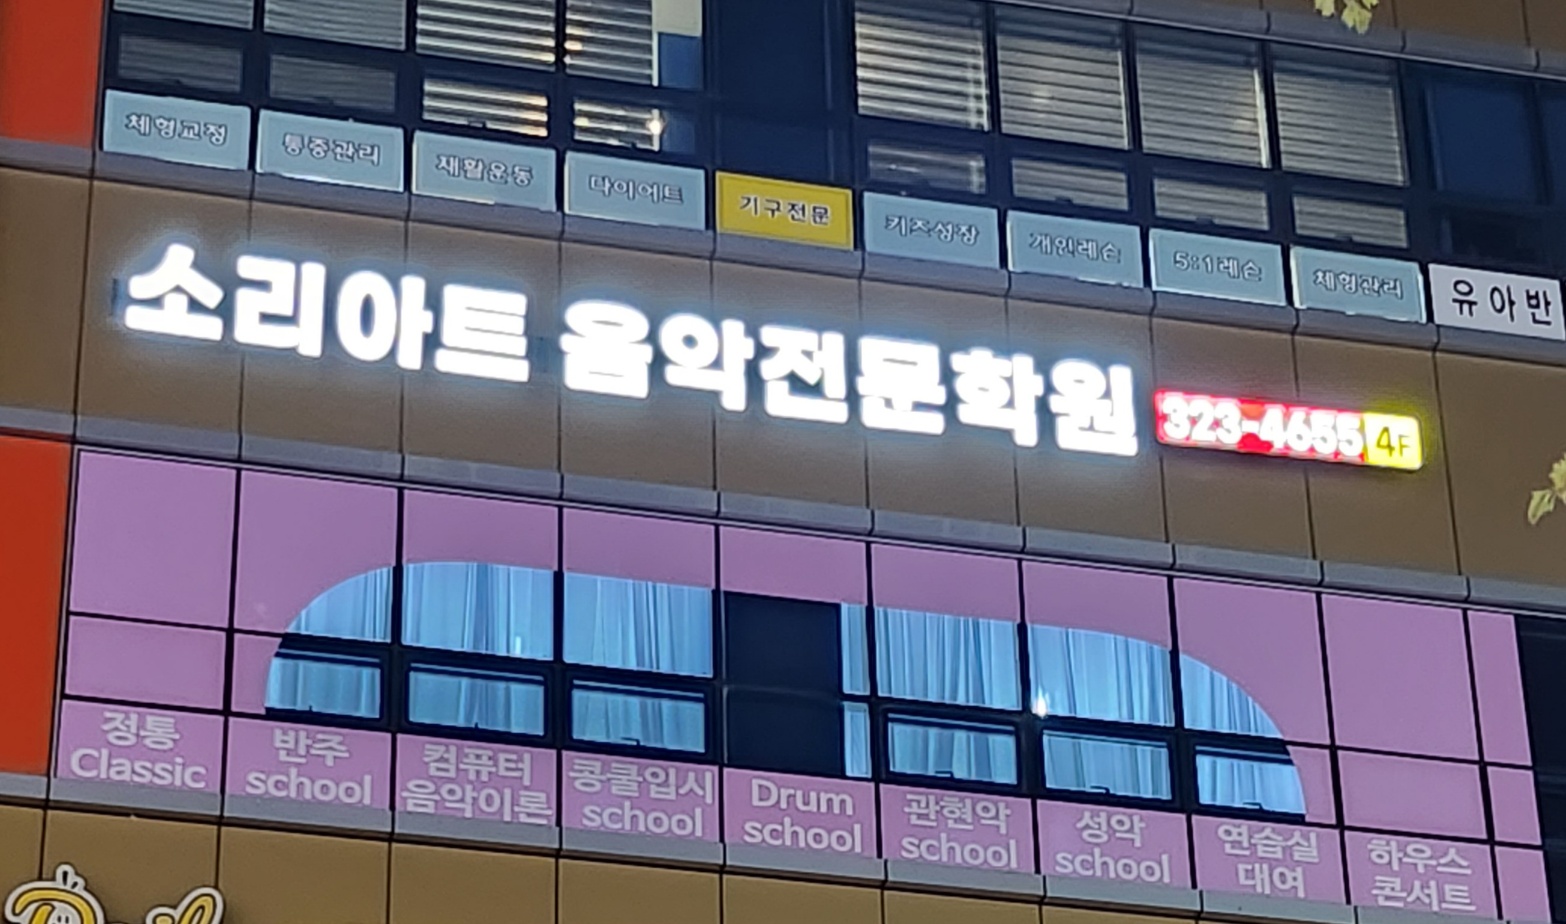 체형교정
통증관리
재활운동
다이어트
기구전문
키즈성장
개인레슨
5:1레슨
체형관리
유아반
소리아트 음악전문학원
323-4655 4F
정통
Classic
반주
school
컴퓨터
음악이론
콩쿨입시
school
Drum
school
관현악
school
성악
school
연습실
대여
하우스
콘서트